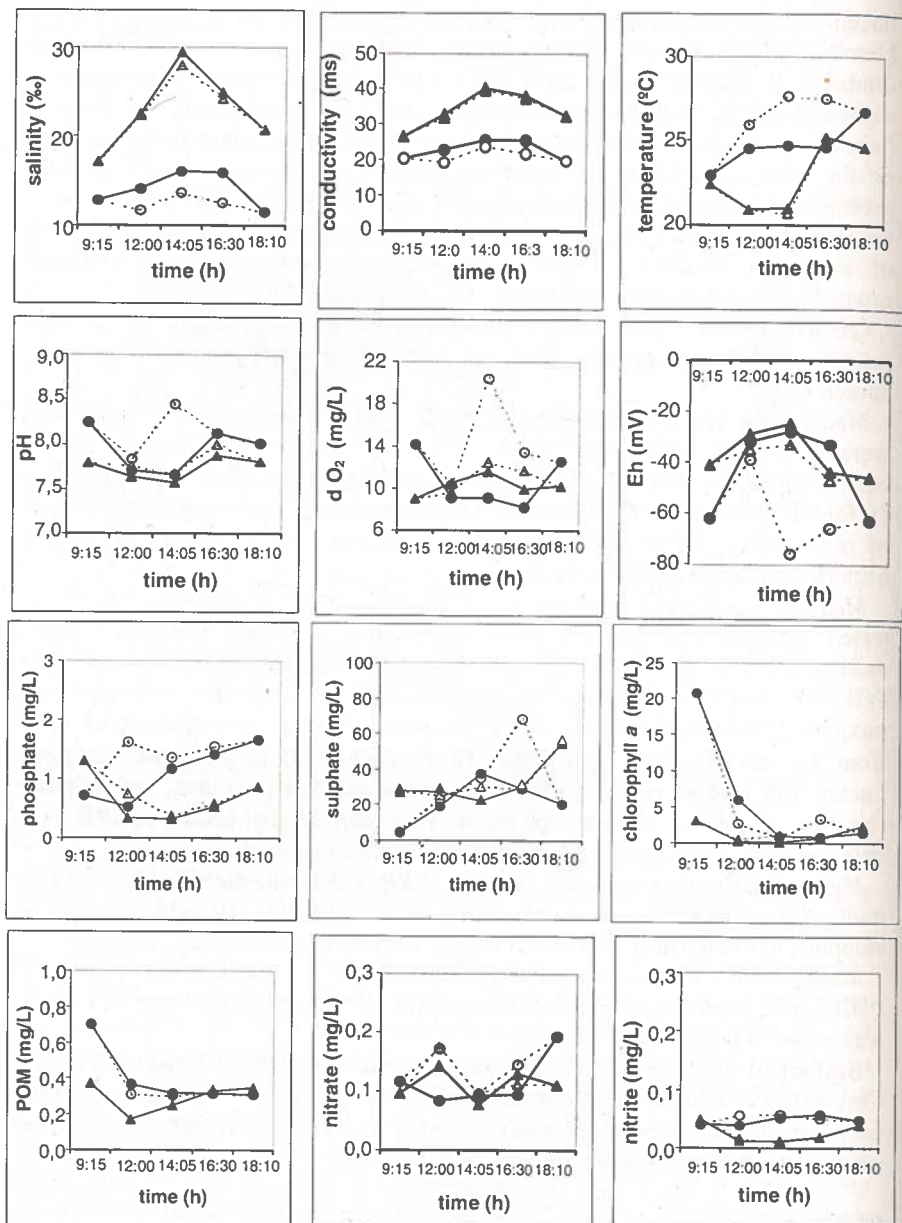 salinity (‰)
30
20
10
9:15 12:00 14:05 16:30 18:10
time (h)
conductivity (ms)
50
40
30
20
10
0
9:15 12:0 14:0 16:3 18:10
time (h)
temperature (ºC)
30
25
20
9:15 12:00 14:05 16:30 18:10
time (h)
pH
9,0
8,5
8,0
7,5
7,0
9:15 12:00 14:05 16:30 18:10
time (h)
d O2 (mg/L)
22
18
14
10
6
9:15 12:00 14:05 16:30 18:10
time (h)
Eh (mV)
0
-20
-40
-60
-80
9:15 12:00 14:05 16:30 18:10
time (h)
phosphate (mg/L)
3
2
1
0
9:15 12:00 14:05 16:30 18:10
time (h)
sulphate (mg/L)
100
80
60
40
20
0
9:15 12:00 14:05 16:30 18:10
time (h)
chlorophyll a (mg/L)
25
20
15
10
5
0
9:15 12:00 14:05 16:30 18:10
time (h)
POM (mg/L)
1,0
0,8
0,6
0,4
0,2
0,0
9:15 12:00 14:05 16:30 18:10
time (h)
nitrate (mg/L)
0,3
0,2
0,1
0,0
9:15 12:00 14:05 16:30 18:10
time (h)
nitrite (mg/L)
0,3
0,2
0,1
0,0
9:15 12:00 14:05 16:30 18:10
time (h)